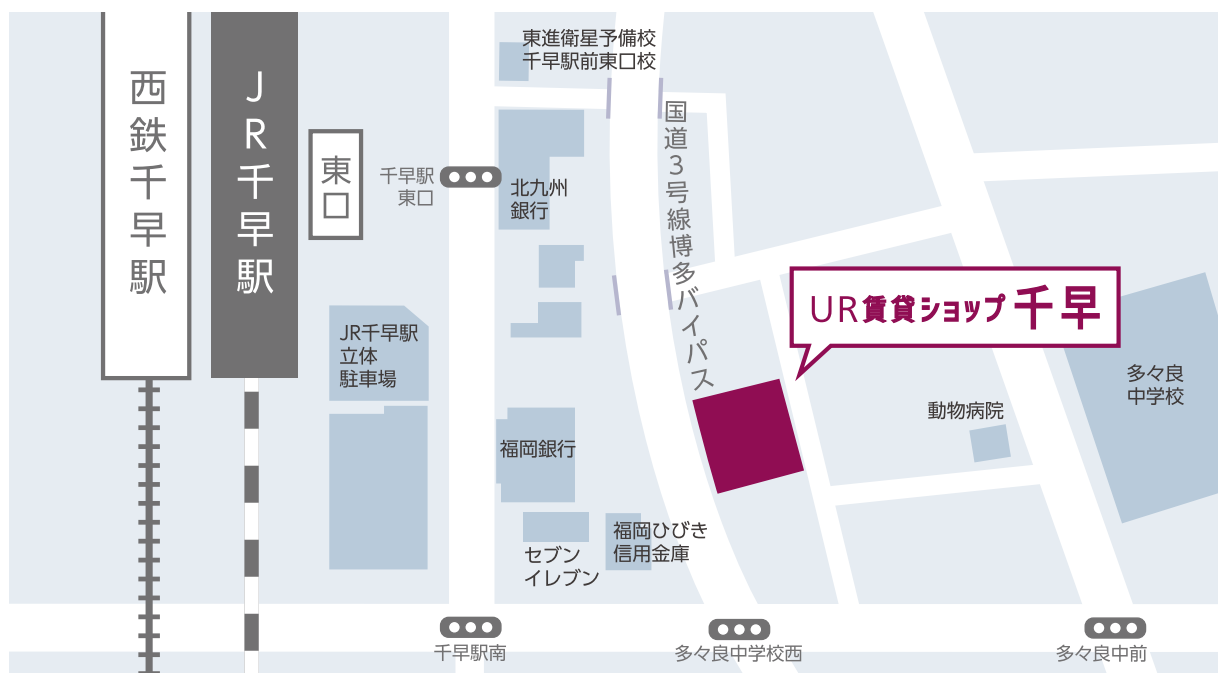 西鉄千早駅
JR千早駅
東口
東進衛星予備校
千早駅前東口校
国道3号線博多バイパス
千早駅
東口
北九州
銀行
UR賃貸ショップ千早
JR千早駅
立体
駐車場
多々良
中学校
動物病院
福岡銀行
福岡ひびき
信用金庫
セブン
イレブン
千早駅南
多々良中学校西
多々良中前